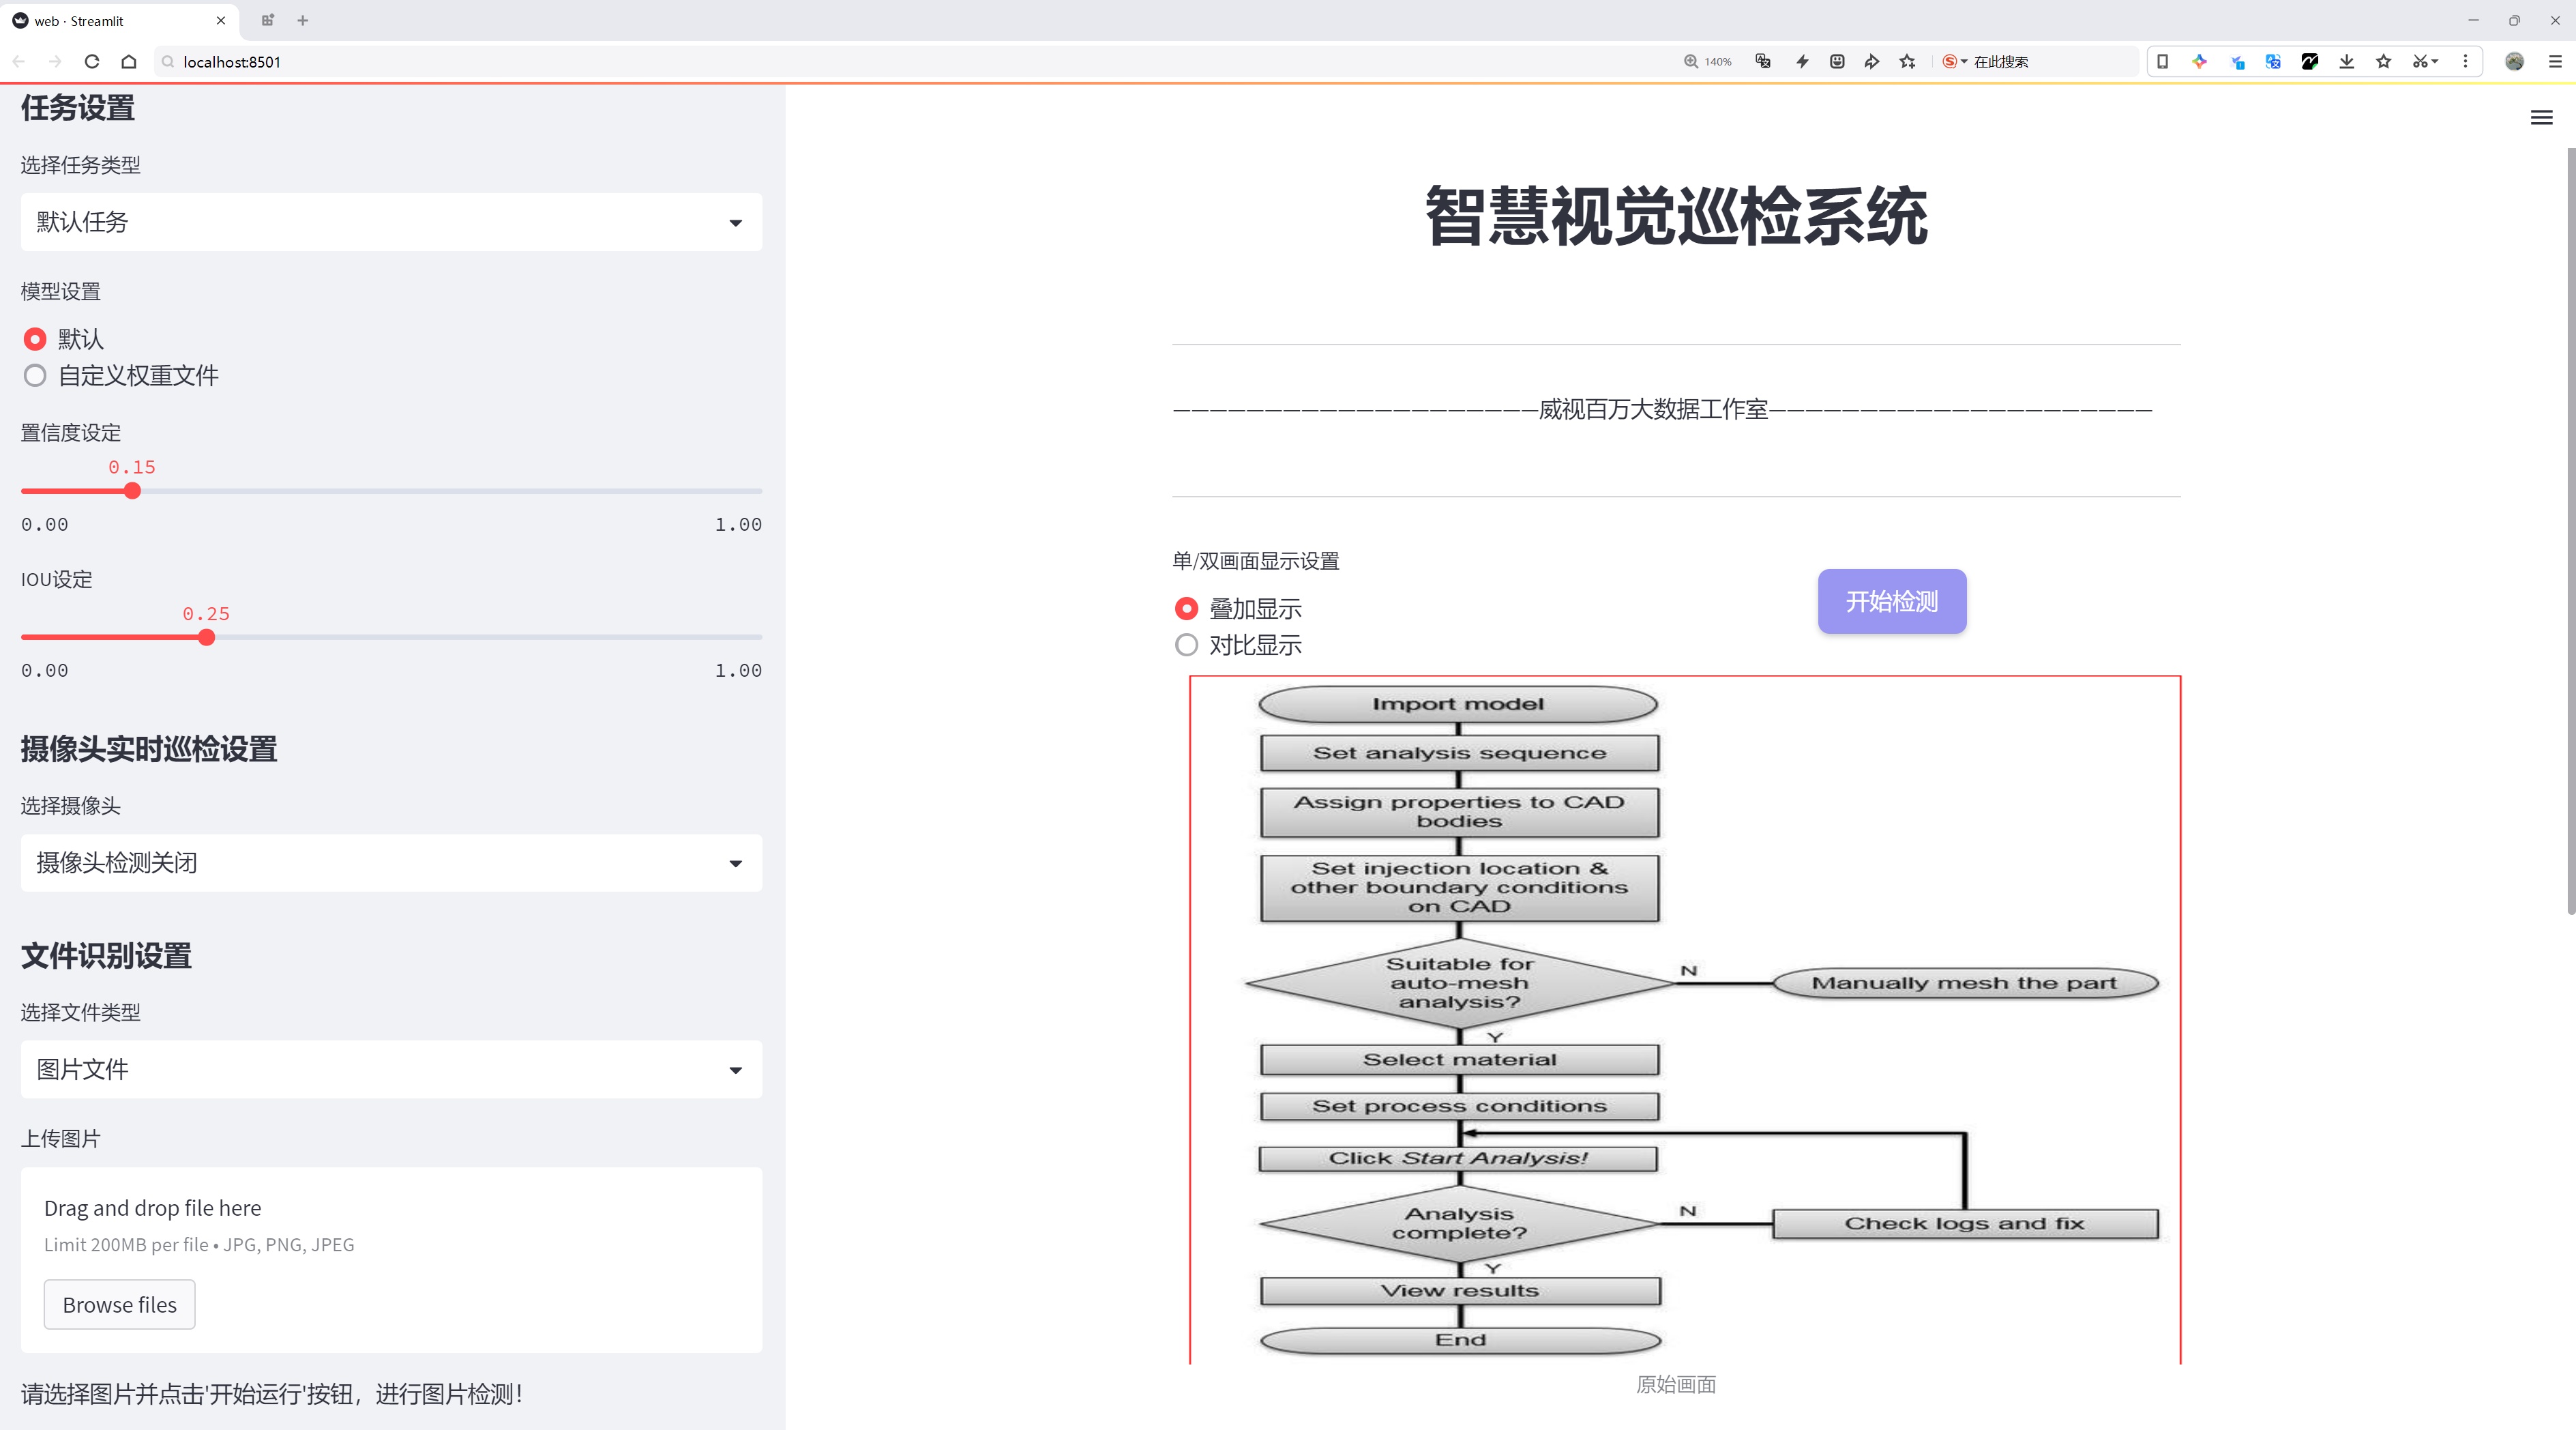 web · Streamlit
localhost:8501
140%
在此搜索
任务设置
选择任务类型
默认任务
模型设置
默认
自定义权重文件
置信度设定
0.15
0.00
1.00
IOU设定
0.25
0.00
1.00
摄像头实时巡检设置
选择摄像头
摄像头检测关闭
文件识别设置
选择文件类型
图片文件
上传图片
Drag and drop file here
Limit 200MB per file • JPG, PNG, JPEG
Browse files
请选择图片并点击'开始运行'按钮，进行图片检测！
智慧视觉巡检系统
————————————————————威视百万大数据工作室—————————————————————
单/双画面显示设置
叠加显示
对比显示
开始检测
Import model
Set analysis sequence
Assign properties to CAD
bodies
Set injection location &
other boundary conditions
on CAD
Suitable for
auto-mesh
analysis?
N
Manually mesh the part
Y
Select material
Set process conditions
Click Start Analysis!
Analysis
complete?
N
Check logs and fix
Y
View results
End
原始画面